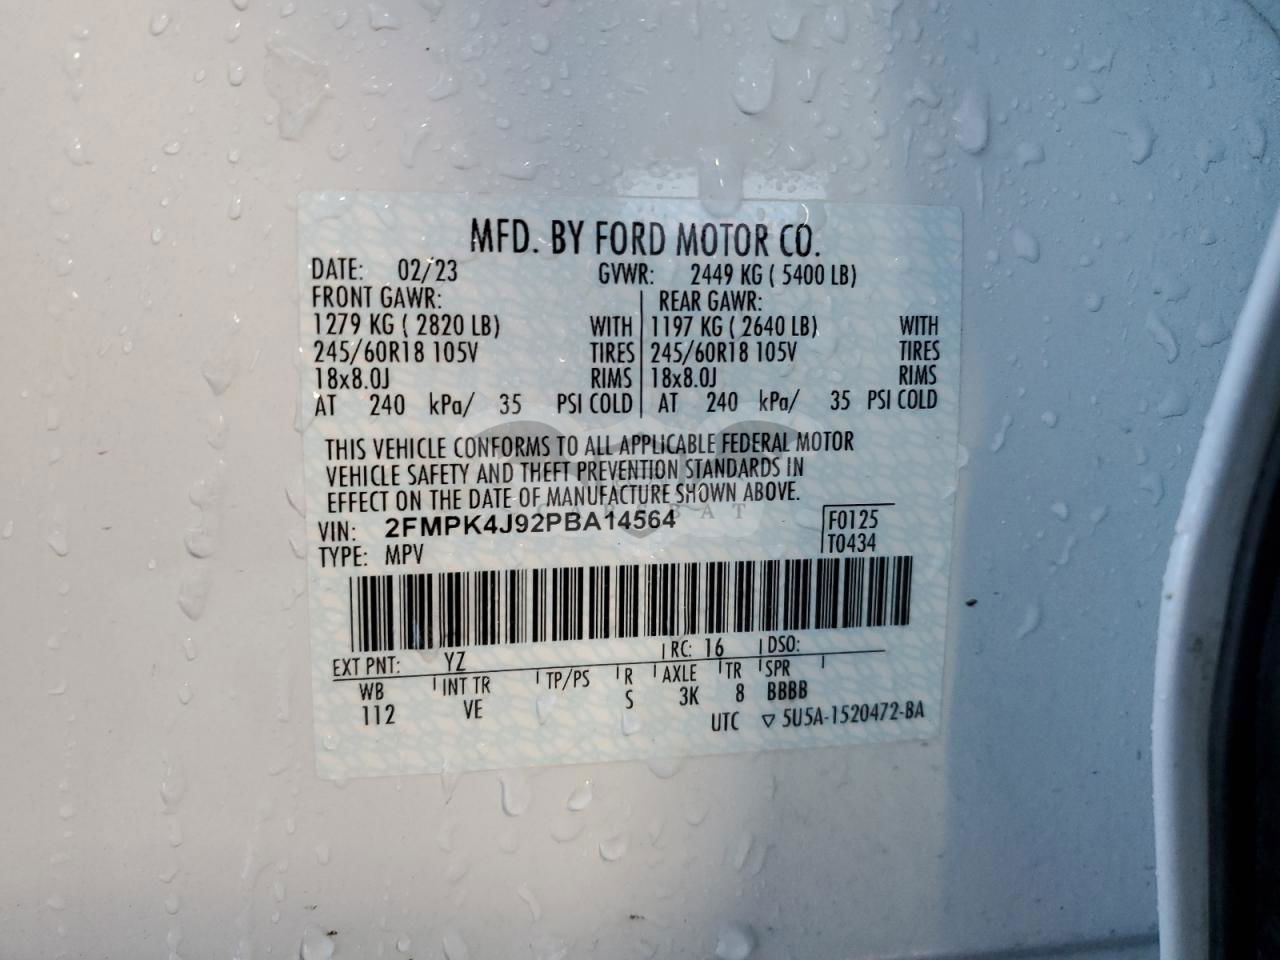 MFD. BY FORD MOTOR CO.
DATE: 02/23 GVWR: 2449 KG ( 5400 LB)
FRONT GAWR: REAR GAWR:
1279 KG ( 2820 LB) WITH 1197 KG ( 2640 LB) WITH
245/60R18 105V TIRES 245/60R18 105V TIRES
18x8.0J RIMS 18x8.0J RIMS
AT 240 kPa/ 35 PSI COLD AT 240 kPa/ 35 PSI COLD
THIS VEHICLE CONFORMS TO ALL APPLICABLE FEDERAL MOTOR
VEHICLE SAFETY AND THEFT PREVENTION STANDARDS IN
EFFECT ON THE DATE OF MANUFACTURE SHOWN ABOVE.
VIN: 2FMPK4J92PBA14564 F0125
TYPE: MPV T0434
EXT PNT: YZ RC: 16 DSO:
WB INT TR TP/PS R AXLE TR SPR
112 VE S 3K 8 BBBB
UTC ▽ 5U5A-1520472-BA